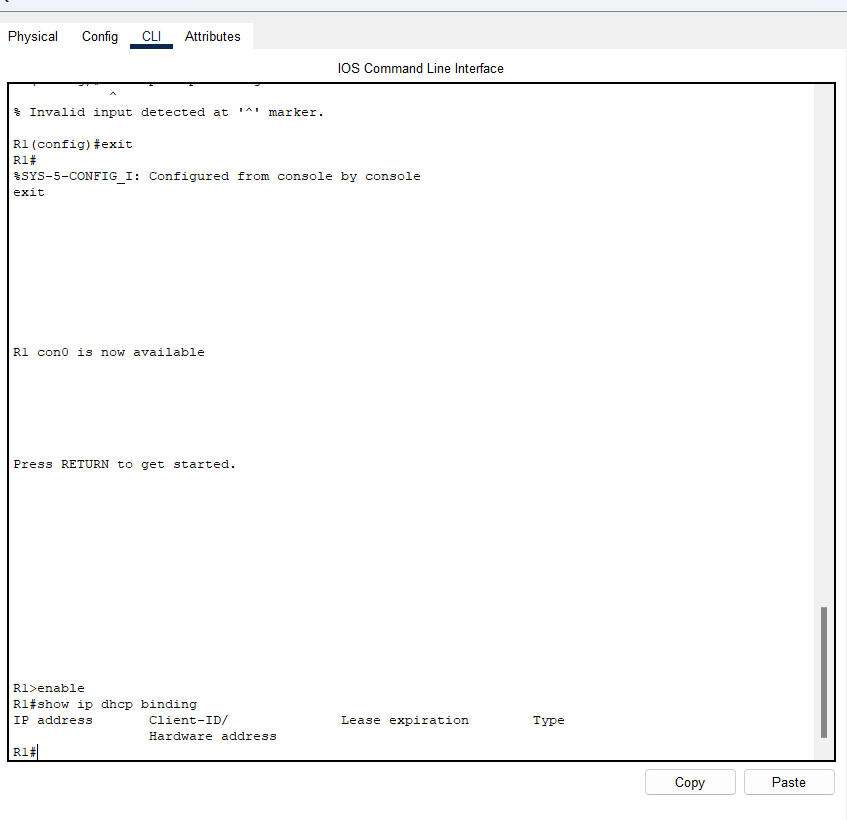 Physical Config CLI Attributes
IOS Command Line Interface
^
% Invalid input detected at '^' marker.
R1(config)#exit
R1#
%SYS-5-CONFIG_I: Configured from console by console
exit
R1 con0 is now available
Press RETURN to get started.
R1>enable
R1#show ip dhcp binding
IP address Client-ID/ Lease expiration Type
Hardware address
R1#
Copy Paste